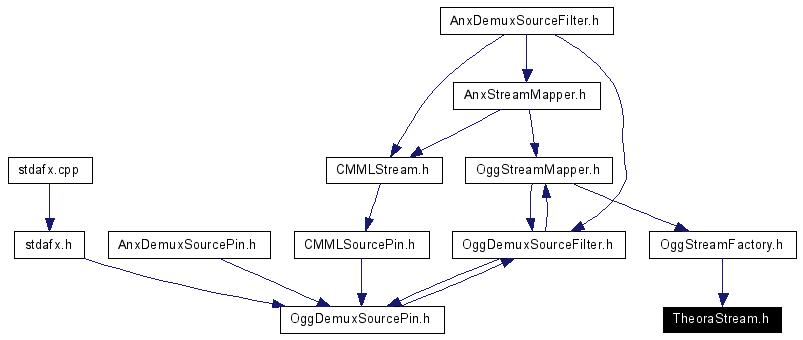 AnxDemuxSourceFilter.h
AnxStreamMapper.h
stdafx.cpp
CMMLStream.h
OggStreamMapper.h
stdafx.h
AnxDemuxSourcePin.h
CMMLSourcePin.h
OggDemuxSourceFilter.h
OggStreamFactory.h
OggDemuxSourcePin.h
TheoraStream.h